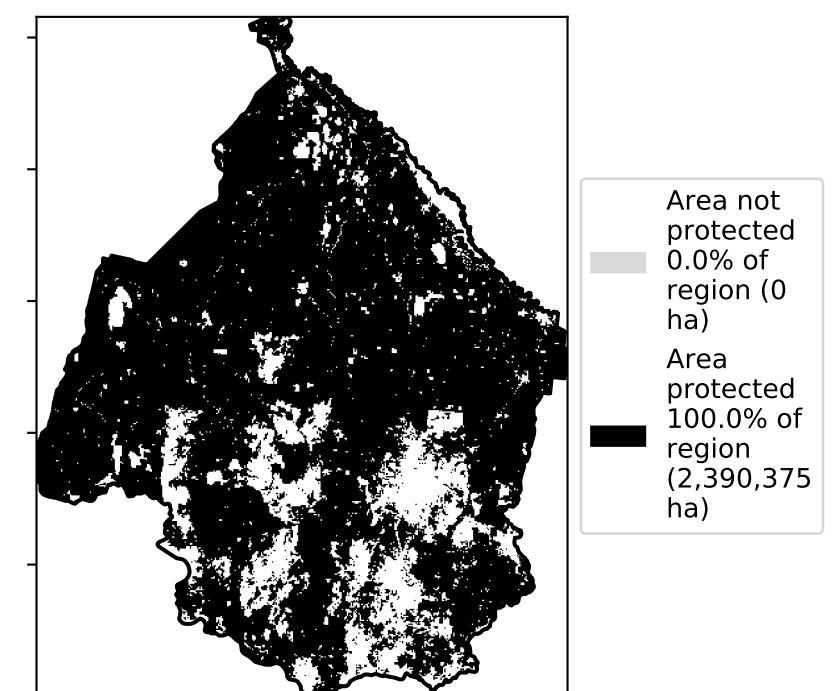 Area not
protected
0.0% of
region (0
ha)
Area
protected
100.0% of
region
(2,390,375
ha)